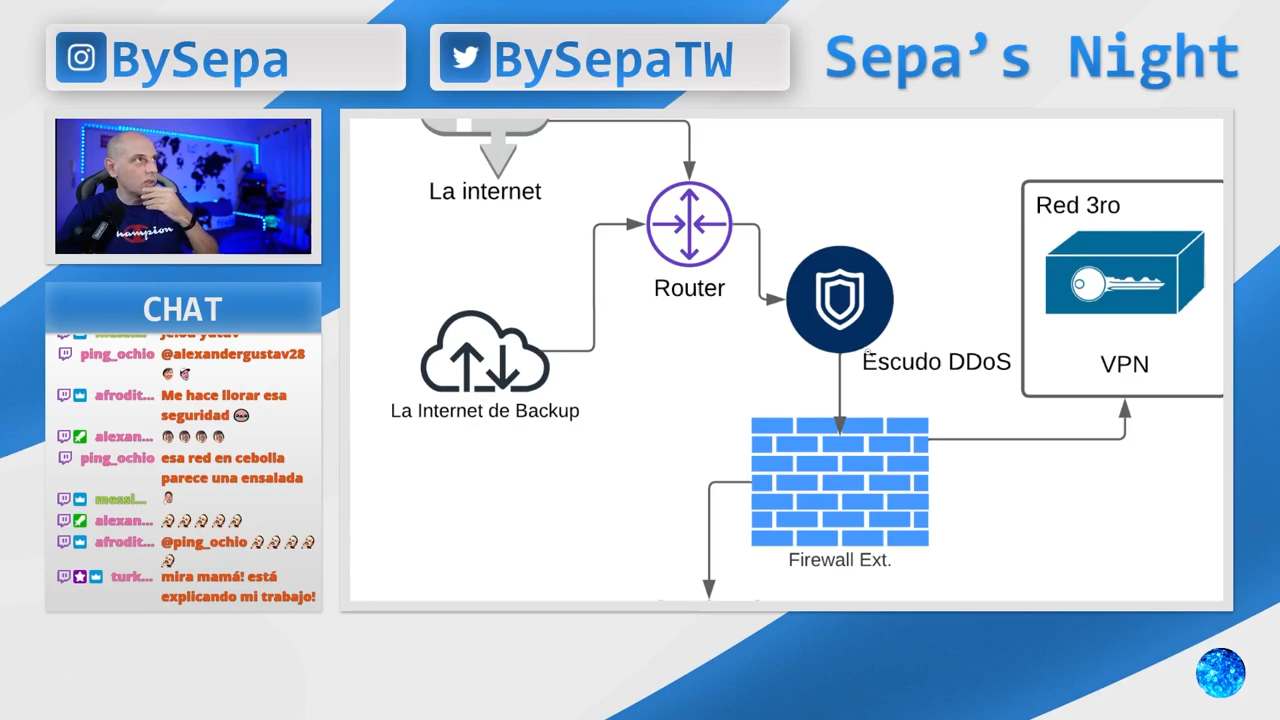 BySepa
BySepaTW
Sepa's Night
La internet
Router
Red 3ro
VPN
Escudo DDoS
La Internet de Backup
Firewall Ext.
CHAT
ping_ochio @alexandergustav28
afrodit... Me hace llorar esa
seguridad
alexan...
ping_ochio esa red en cebolla
parece una ensalada
messi...
alexan...
afrodit... @ping_ochio
turk... mira mamá! está
explicando mi trabajo!